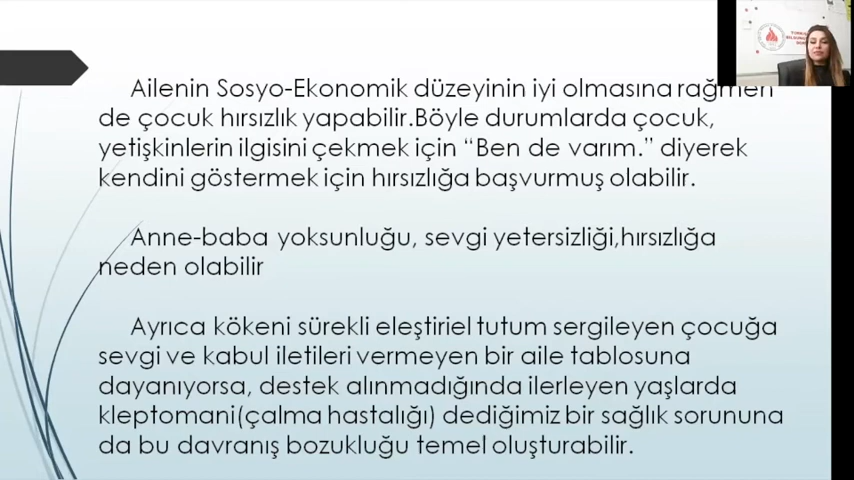 Ailenin Sosyo-Ekonomik düzeyinin iyi olmasına rağmen
de çocuk hırsızlık yapabilir.Böyle durumlarda çocuk,
yetişkinlerin ilgisini çekmek için “Ben de varım.” diyerek
kendini göstermek için hırsızlığa başvurmuş olabilir.
Anne-baba yoksunluğu, sevgi yetersizliği,hırsızlığa
neden olabilir
Ayrıca kökeni sürekli eleştiriel tutum sergileyen çocuğa
sevgi ve kabul iletileri vermeyen bir aile tablosuna
dayanıyorsa, destek alınmadığında ilerleyen yaşlarda
kleptomani(çalma hastalığı) dediğimiz bir sağlık sorununa
da bu davranış bozukluğu temel oluşturabilir.